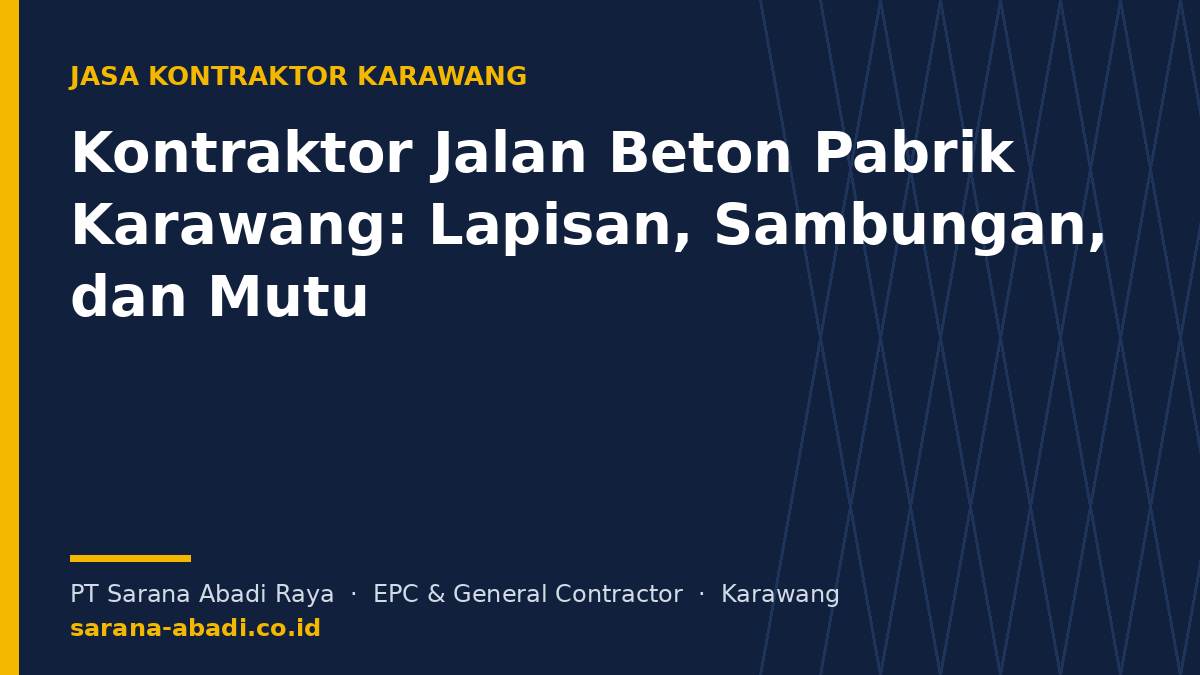 JASA KONTRAKTOR KARAWANG
Kontraktor Jalan Beton Pabrik
Karawang: Lapisan, Sambungan,
dan Mutu
PT Sarana Abadi Raya · EPC & General Contractor · Karawang
sarana-abadi.co.id